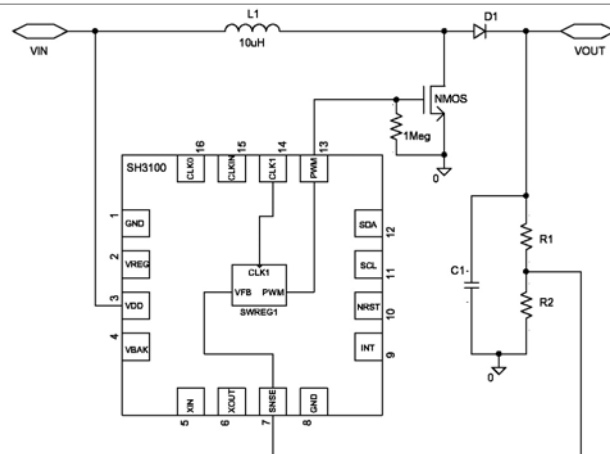 L1
D1
VIN
10uH
VOUT
NMOS
1Meg
0
16
15
14
13
SH3100
CLK0
CLKIN
CLK1
PWM
1
GND
SDA
12
2
VREG
SCL
11
CLK1
VFB
PWM
SWREG1
3
VDD
NRST
10
4
VBAK
INT
9
XIN
XOUT
SNSE
GND
5
6
7
8
C1
R1
R2
0